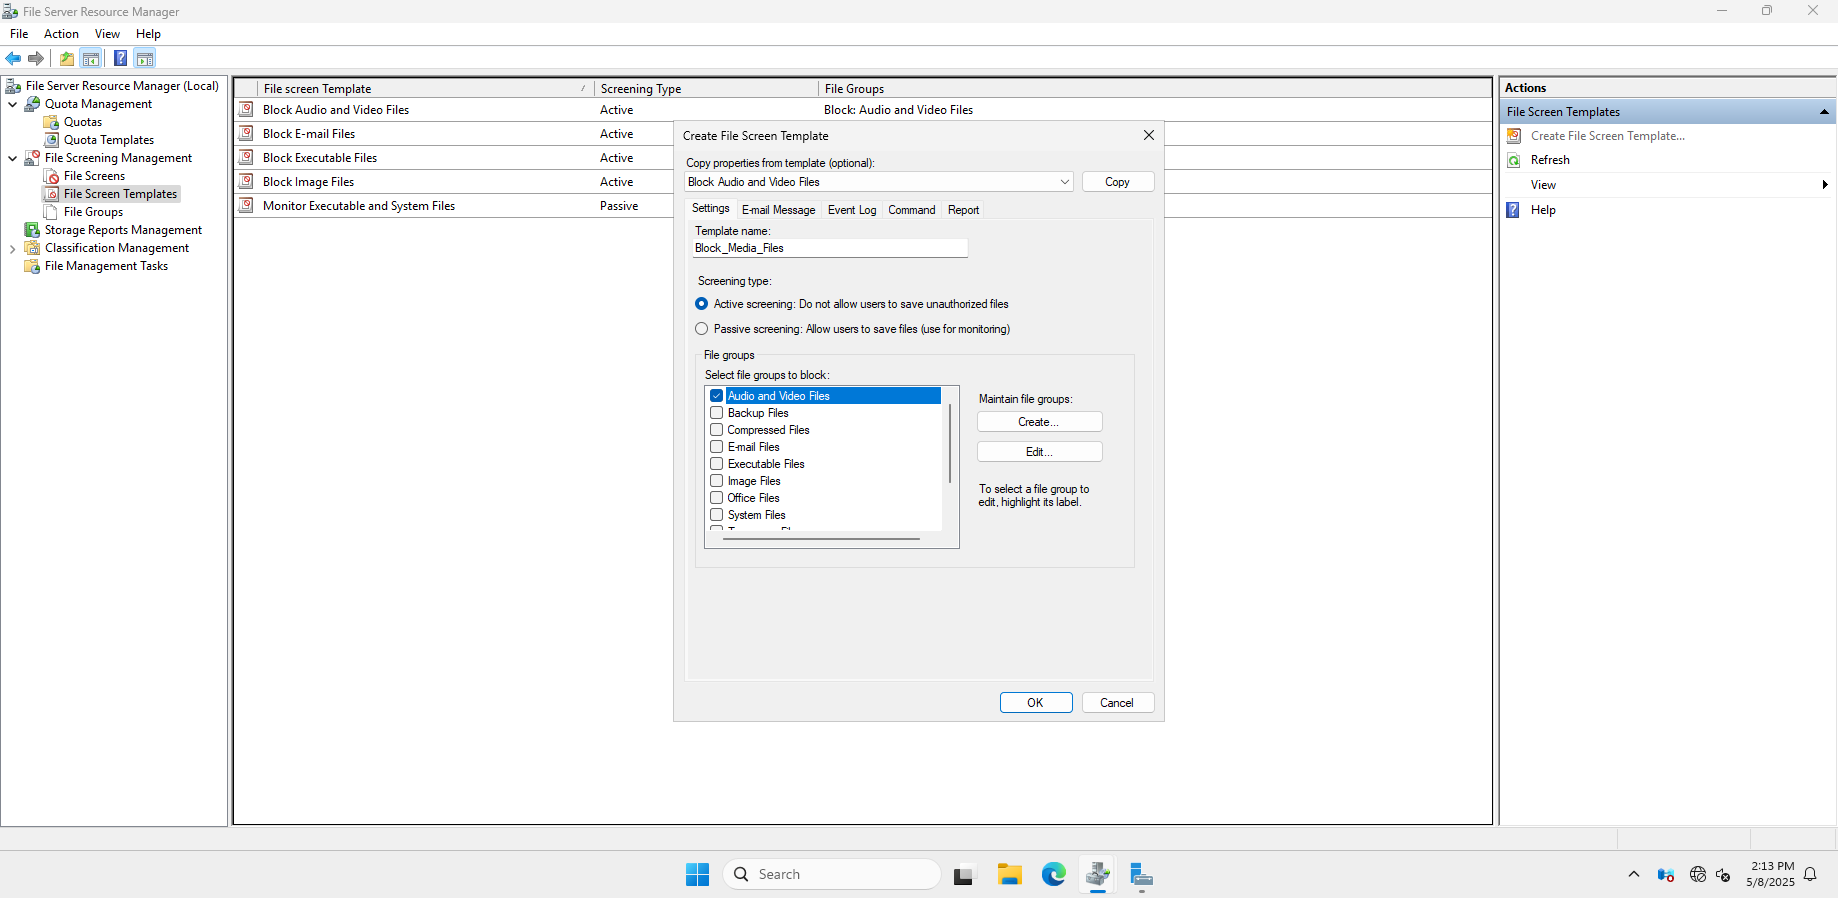 File Server Resource Manager
File Action View Help
File Server Resource Manager (Local)
Quota Management
Quotas
Quota Templates
File Screening Management
File Screens
File Screen Templates
File Groups
Storage Reports Management
Classification Management
File Management Tasks
File screen Template Screening Type File Groups
Block Audio and Video Files Active Block: Audio and Video Files
Block E-mail Files Active
Block Executable Files Active
Block Image Files Active
Monitor Executable and System Files Passive
Create File Screen Template
Copy properties from template (optional):
Block Audio and Video Files Copy
Settings E-mail Message Event Log Command Report
Template name:
Block_Media_Files
Screening type:
Active screening: Do not allow users to save unauthorized files
Passive screening: Allow users to save files (use for monitoring)
File groups
Select file groups to block:
Audio and Video Files
Backup Files
Compressed Files
E-mail Files
Executable Files
Image Files
Office Files
System Files
Maintain file groups:
Create...
Edit...
To select a file group to
edit, highlight its label.
OK Cancel
Actions
File Screen Templates
Create File Screen Template...
Refresh
View
Help
Search
2:13 PM
5/8/2025